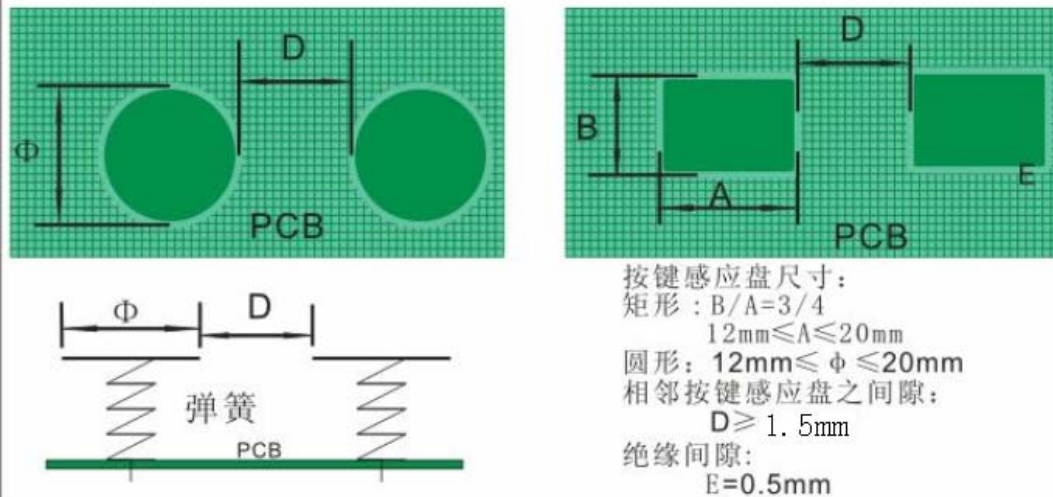 D
Φ
PCB
D
B
A
E
PCB
Φ
D
弹簧
PCB
按键感应盘尺寸：
矩形：B/A=3/4
12mm≤A≤20mm
圆形：12mm≤φ≤20mm
相邻按键感应盘之间隙：
D≥1.5mm
绝缘间隙:
E=0.5mm